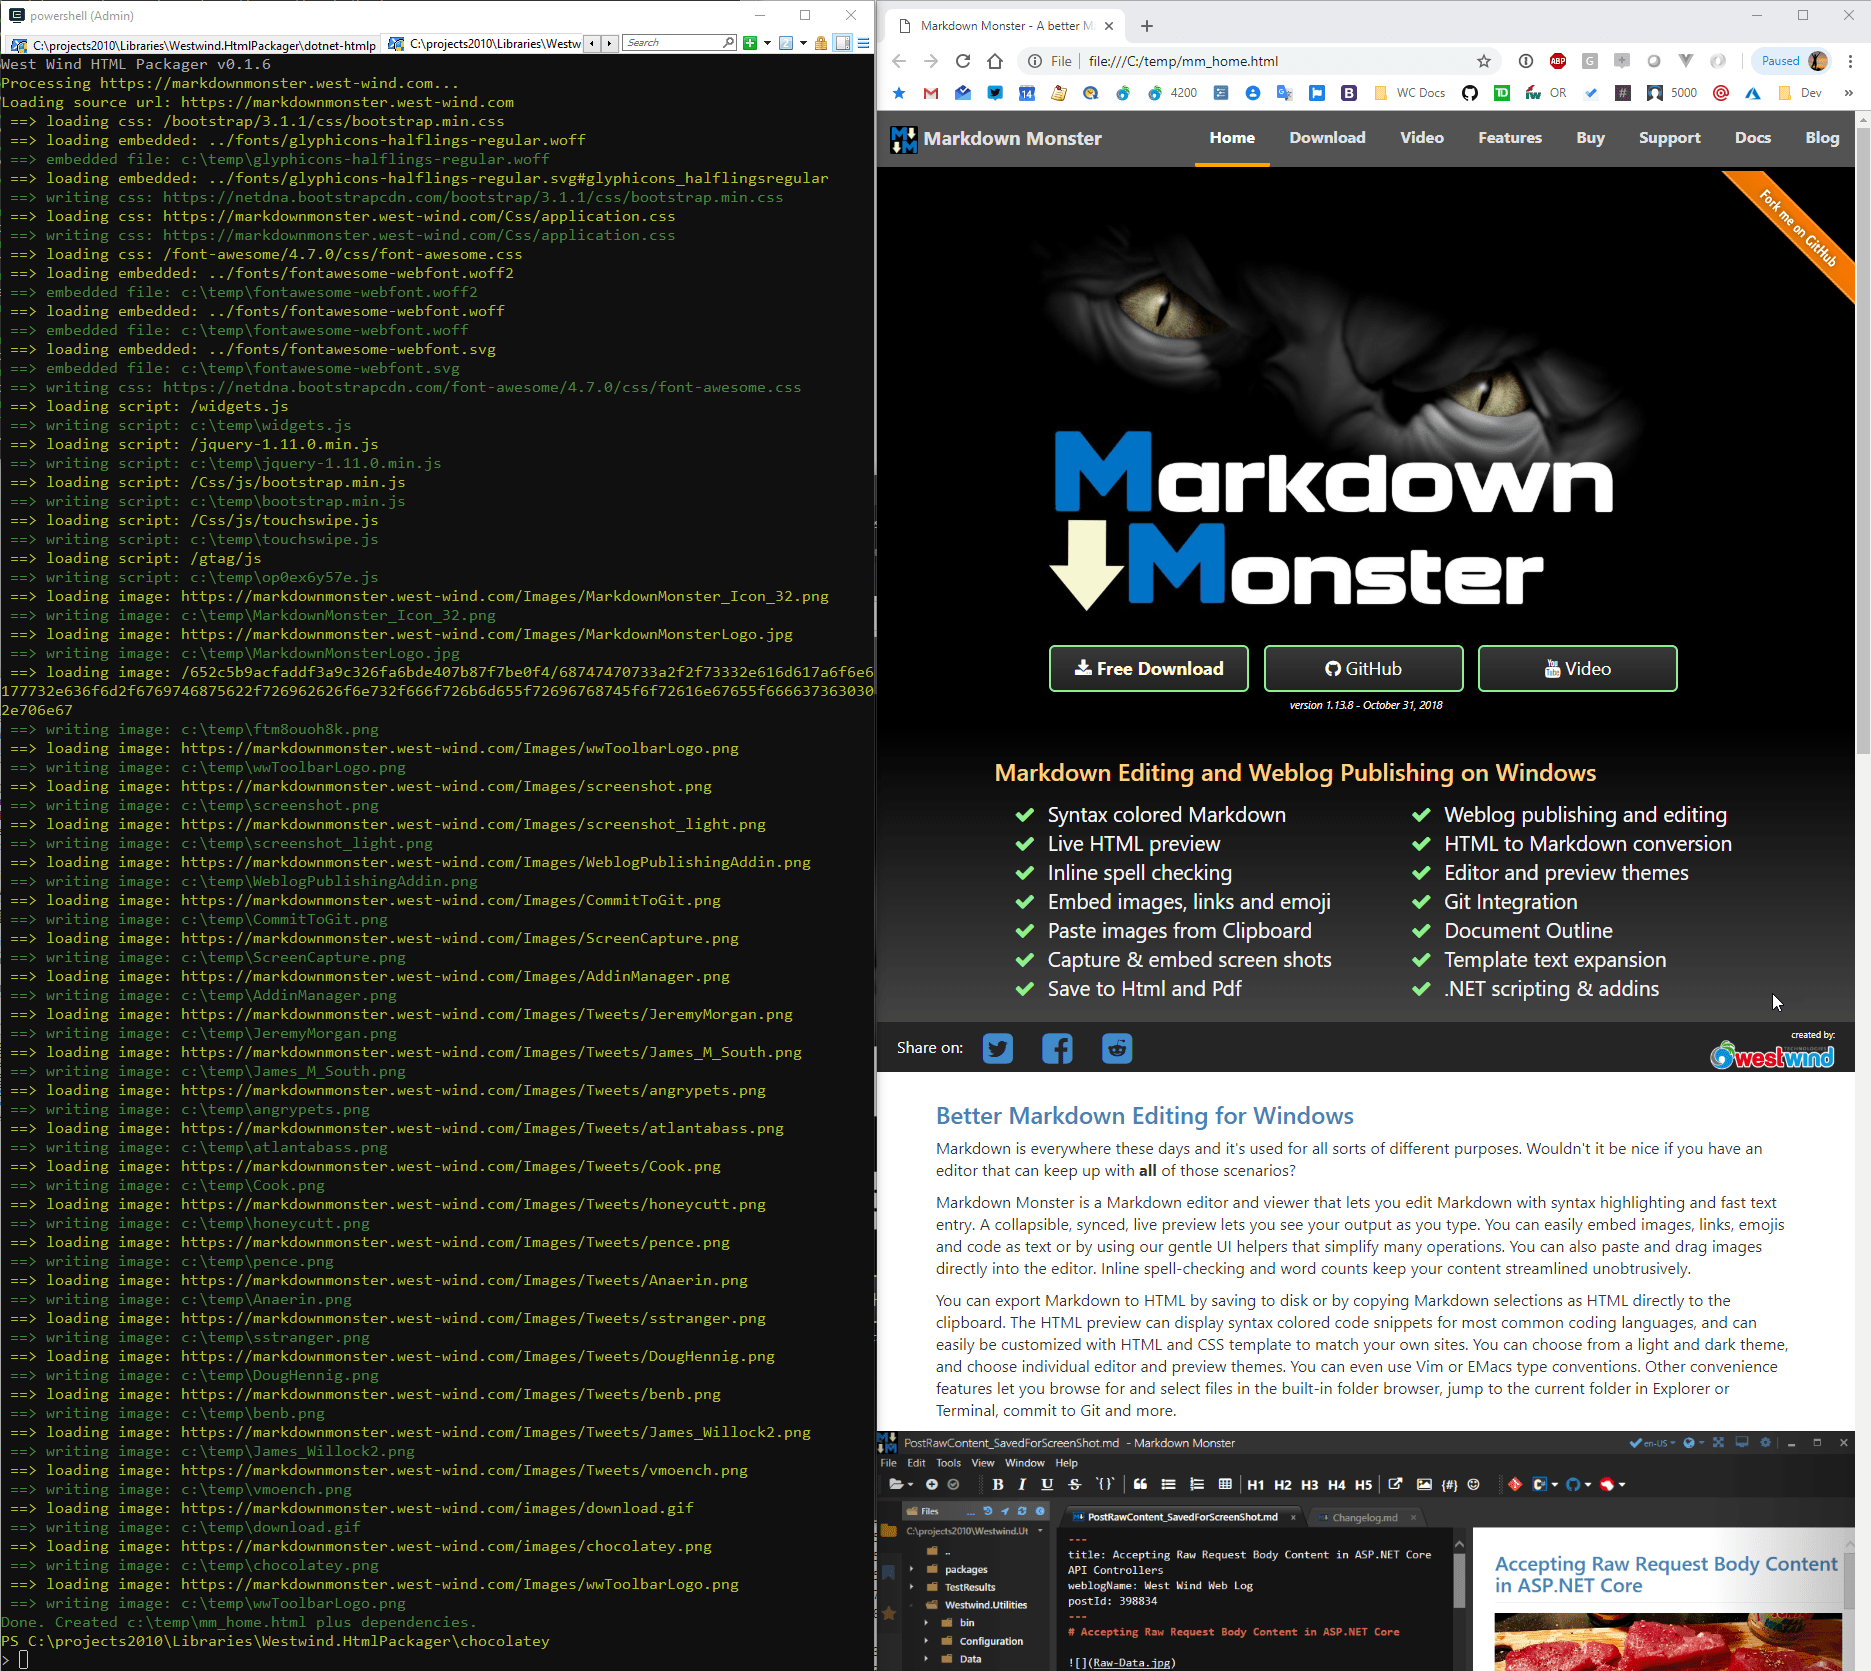 powershell (Admin)
C:\projects2010\Libraries\Westwind.HtmlPackager\dotnet-htmlp
C:\projects2010\Libraries\Westw
Search
West Wind HTML Packager v0.1.6
Processing https://markdownmonster.west-wind.com...
Loading source url: https://markdownmonster.west-wind.com
==> loading css: /bootstrap/3.1.1/css/bootstrap.min.css
==> loading embedded: ../fonts/glyphicons-halflings-regular.woff
==> embedded file: c:\temp\glyphicons-halflings-regular.woff
==> loading embedded: ../fonts/glyphicons-halflings-regular.svg#glyphicons_halflingsregular
==> writing css: https://netdna.bootstrapcdn.com/bootstrap/3.1.1/css/bootstrap.min.css
==> loading css: https://markdownmonster.west-wind.com/Css/application.css
==> writing css: https://markdownmonster.west-wind.com/Css/application.css
==> loading css: /font-awesome/4.7.0/css/font-awesome.css
==> loading embedded: ../fonts/fontawesome-webfont.woff2
==> embedded file: c:\temp\fontawesome-webfont.woff2
==> loading embedded: ../fonts/fontawesome-webfont.woff
==> embedded file: c:\temp\fontawesome-webfont.woff
==> loading embedded: ../fonts/fontawesome-webfont.svg
==> embedded file: c:\temp\fontawesome-webfont.svg
==> writing css: https://netdna.bootstrapcdn.com/font-awesome/4.7.0/css/font-awesome.css
==> loading script: /widgets.js
==> writing script: c:\temp\widgets.js
==> loading script: /jquery-1.11.0.min.js
==> writing script: c:\temp\jquery-1.11.0.min.js
==> loading script: /Css/js/bootstrap.min.js
==> writing script: c:\temp\bootstrap.min.js
==> loading script: /Css/js/touchswipe.js
==> writing script: c:\temp\touchswipe.js
==> loading script: /gtag/js
==> writing script: c:\temp\op0ex6y57e.js
==> loading image: https://markdownmonster.west-wind.com/Images/MarkdownMonster_Icon_32.png
==> writing image: c:\temp\MarkdownMonster_Icon_32.png
==> loading image: https://markdownmonster.west-wind.com/Images/MarkdownMonsterLogo.jpg
==> writing image: c:\temp\MarkdownMonsterLogo.jpg
==> loading image: /652c5b9acfaddf3a9c326fa6bde407b87f7be0f4/68747470733a2f2f73332e616d617a6f6e6
177732e636f6d2f6769746875622f726962626f6e732f666f726b6d655f72696768745f6f72616e67655f6666373630 30
2e706e67
==> writing image: c:\temp\ftm8ouoh8k.png
==> loading image: https://markdownmonster.west-wind.com/Images/wwToolbarLogo.png
==> writing image: c:\temp\wwToolbarLogo.png
==> loading image: https://markdownmonster.west-wind.com/Images/screenshot.png
==> writing image: c:\temp\screenshot.png
==> loading image: https://markdownmonster.west-wind.com/Images/screenshot_light.png
==> writing image: c:\temp\screenshot_light.png
==> loading image: https://markdownmonster.west-wind.com/Images/WeblogPublishingAddin.png
==> writing image: c:\temp\WeblogPublishingAddin.png
==> loading image: https://markdownmonster.west-wind.com/Images/CommitToGit.png
==> writing image: c:\temp\CommitToGit.png
==> loading image: https://markdownmonster.west-wind.com/Images/ScreenCapture.png
==> writing image: c:\temp\ScreenCapture.png
==> loading image: https://markdownmonster.west-wind.com/Images/AddinManager.png
==> writing image: c:\temp\AddinManager.png
==> loading image: https://markdownmonster.west-wind.com/Images/Tweets/JeremyMorgan.png
==> writing image: c:\temp\JeremyMorgan.png
==> loading image: https://markdownmonster.west-wind.com/Images/Tweets/James_M_South.png
==> writing image: c:\temp\James_M_South.png
==> loading image: https://markdownmonster.west-wind.com/Images/Tweets/angrypets.png
==> writing image: c:\temp\angrypets.png
==> loading image: https://markdownmonster.west-wind.com/Images/Tweets/atlantabass.png
==> writing image: c:\temp\atlantabass.png
==> loading image: https://markdownmonster.west-wind.com/Images/Tweets/Cook.png
==> writing image: c:\temp\Cook.png
==> loading image: https://markdownmonster.west-wind.com/Images/Tweets/honeycutt.png
==> writing image: c:\temp\honeycutt.png
==> loading image: https://markdownmonster.west-wind.com/Images/Tweets/pence.png
==> writing image: c:\temp\pence.png
==> loading image: https://markdownmonster.west-wind.com/Images/Tweets/Anaerin.png
==> writing image: c:\temp\Anaerin.png
==> loading image: https://markdownmonster.west-wind.com/Images/Tweets/sstranger.png
==> writing image: c:\temp\sstranger.png
==> loading image: https://markdownmonster.west-wind.com/Images/Tweets/DougHennig.png
==> writing image: c:\temp\DougHennig.png
==> loading image: https://markdownmonster.west-wind.com/Images/Tweets/benb.png
==> writing image: c:\temp\benb.png
==> loading image: https://markdownmonster.west-wind.com/Images/Tweets/James_Willock2.png
==> writing image: c:\temp\James_Willock2.png
==> loading image: https://markdownmonster.west-wind.com/Images/Tweets/vmoench.png
==> writing image: c:\temp\vmoench.png
==> loading image: https://markdownmonster.west-wind.com/images/download.gif
==> writing image: c:\temp\download.gif
==> loading image: https://markdownmonster.west-wind.com/images/chocolatey.png
==> writing image: c:\temp\chocolatey.png
==> loading image: https://markdownmonster.west-wind.com/Images/wwToolbarLogo.png
==> writing image: c:\temp\wwToolbarLogo.png
Done. Created c:\temp\mm_home.html plus dependencies.
PS C:\projects2010\Libraries\Westwind.HtmlPackager\chocolatey
>
Markdown Monster - A better M
File | file:///C:/temp/mm_home.html
ABP
Paused
14 4200 B WC Docs TD OR 5000 Dev »
Markdown Monster
Home Download Video Features Buy Support Docs Blog
Fork me on GitHub
Markdown
Monster
Free Download GitHub You Tube Video
version 1.13.8 - October 31, 2018
Markdown Editing and Weblog Publishing on Windows
Syntax colored Markdown
Live HTML preview
Inline spell checking
Embed images, links and emoji
Paste images from Clipboard
Capture & embed screen shots
Save to Html and Pdf
Weblog publishing and editing
HTML to Markdown conversion
Editor and preview themes
Git Integration
Document Outline
Template text expansion
.NET scripting & addins
Share on:
created by:
westwind
TECHNOLOGIES
Better Markdown Editing for Windows
Markdown is everywhere these days and it's used for all sorts of different purposes. Wouldn't it be nice if you have an
editor that can keep up with all of those scenarios?
Markdown Monster is a Markdown editor and viewer that lets you edit Markdown with syntax highlighting and fast text
entry. A collapsible, synced, live preview lets you see your output as you type. You can easily embed images, links, emojis
and code as text or by using our gentle UI helpers that simplify many operations. You can also paste and drag images
directly into the editor. Inline spell-checking and word counts keep your content streamlined unobtrusively.
You can export Markdown to HTML by saving to disk or by copying Markdown selections as HTML directly to the
clipboard. The HTML preview can display syntax colored code snippets for most common coding languages, and can
easily be customized with HTML and CSS template to match your own sites. You can choose from a light and dark theme,
and choose individual editor and preview themes. You can even use Vim or EMacs type conventions. Other convenience
features let you browse for and select files in the built-in folder browser, jump to the current folder in Explorer or
Terminal, commit to Git and more.
PostRawContent_SavedForScreenShot.md - Markdown Monster
en-US
File Edit Tools View Window Help
B I U S `{}` H1 H2 H3 H4 H5 {#}
Files
C:\projects2010\Westwind.Ut
..
packages
TestResults
Westwind.Utilities
bin
Configuration
Data
PostRawContent_SavedForScreenShot.md
Changelog.md
---
title: Accepting Raw Request Body Content in ASP.NET Core
API Controllers
weblogName: West Wind Web Log
postId: 398834
---
# Accepting Raw Request Body Content in ASP.NET Core
![](Raw-Data.jpg)
Accepting Raw Request Body Content
in ASP.NET Core